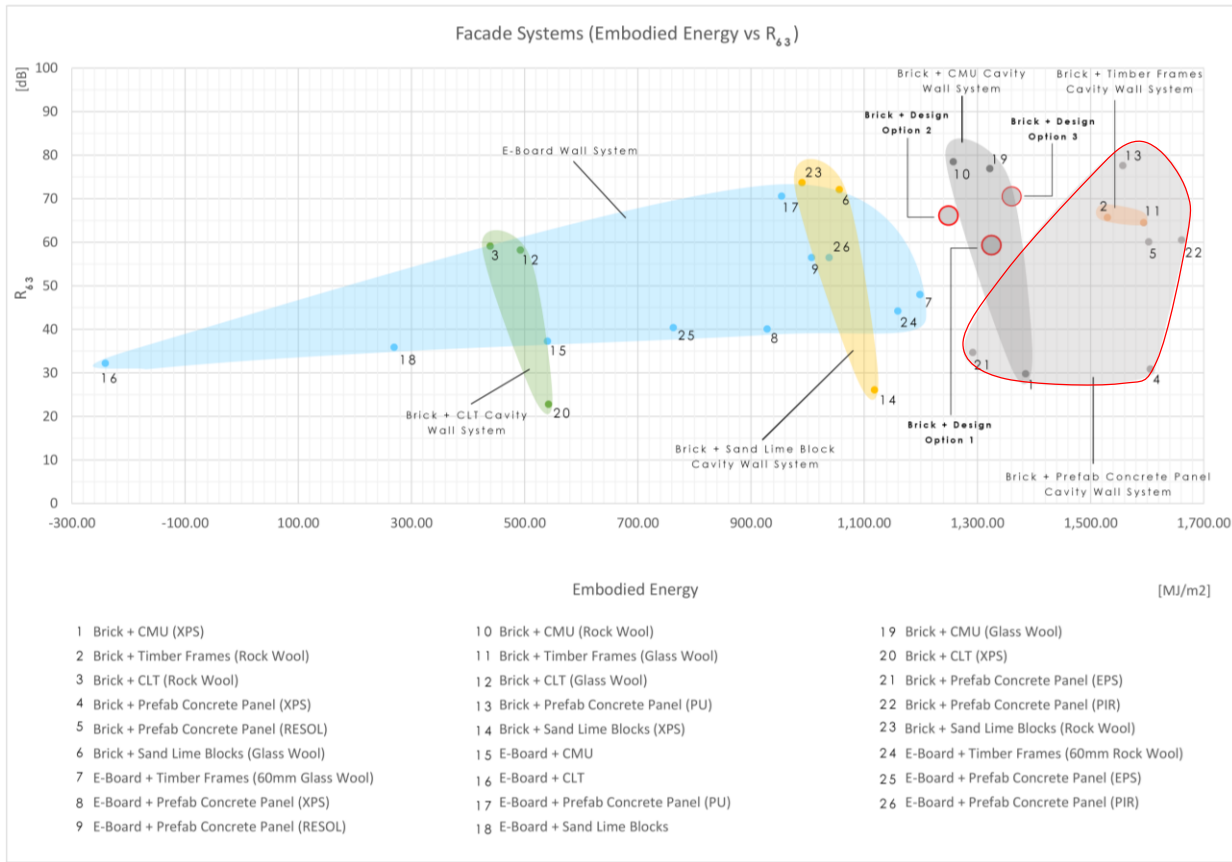 Facade Systems (Embodied Energy vs R63)
[dB]
R63
100
90
80
70
60
50
40
30
20
10
0
-300.00
-100.00
100.00
300.00
500.00
700.00
900.00
1,100.00
1,300.00
1,500.00
1,700.00
Brick + CMU Cavity
Wall System
Brick + Timber Frames
Cavity Wall System
Brick + Design
Option 2
Brick + Design
Option 3
E-Board Wall System
Brick + CLT Cavity
Wall System
Brick + Sand Lime Block
Cavity Wall System
Brick + Design
Option 1
Brick + Prefab Concrete Panel
Cavity Wall System
16
18
3
12
15
20
25
8
17
23
6
9
26
14
24
7
10
19
21
1
2
11
13
5
22
4
Embodied Energy
[MJ/m2]
1 Brick + CMU (XPS)
2 Brick + Timber Frames (Rock Wool)
3 Brick + CLT (Rock Wool)
4 Brick + Prefab Concrete Panel (XPS)
5 Brick + Prefab Concrete Panel (RESOL)
6 Brick + Sand Lime Blocks (Glass Wool)
7 E-Board + Timber Frames (60mm Glass Wool)
8 E-Board + Prefab Concrete Panel (XPS)
9 E-Board + Prefab Concrete Panel (RESOL)
10 Brick + CMU (Rock Wool)
11 Brick + Timber Frames (Glass Wool)
12 Brick + CLT (Glass Wool)
13 Brick + Prefab Concrete Panel (PU)
14 Brick + Sand Lime Blocks (XPS)
15 E-Board + CMU
16 E-Board + CLT
17 E-Board + Prefab Concrete Panel (PU)
18 E-Board + Sand Lime Blocks
19 Brick + CMU (Glass Wool)
20 Brick + CLT (XPS)
21 Brick + Prefab Concrete Panel (EPS)
22 Brick + Prefab Concrete Panel (PIR)
23 Brick + Sand Lime Blocks (Rock Wool)
24 E-Board + Timber Frames (60mm Rock Wool)
25 E-Board + Prefab Concrete Panel (EPS)
26 E-Board + Prefab Concrete Panel (PIR)